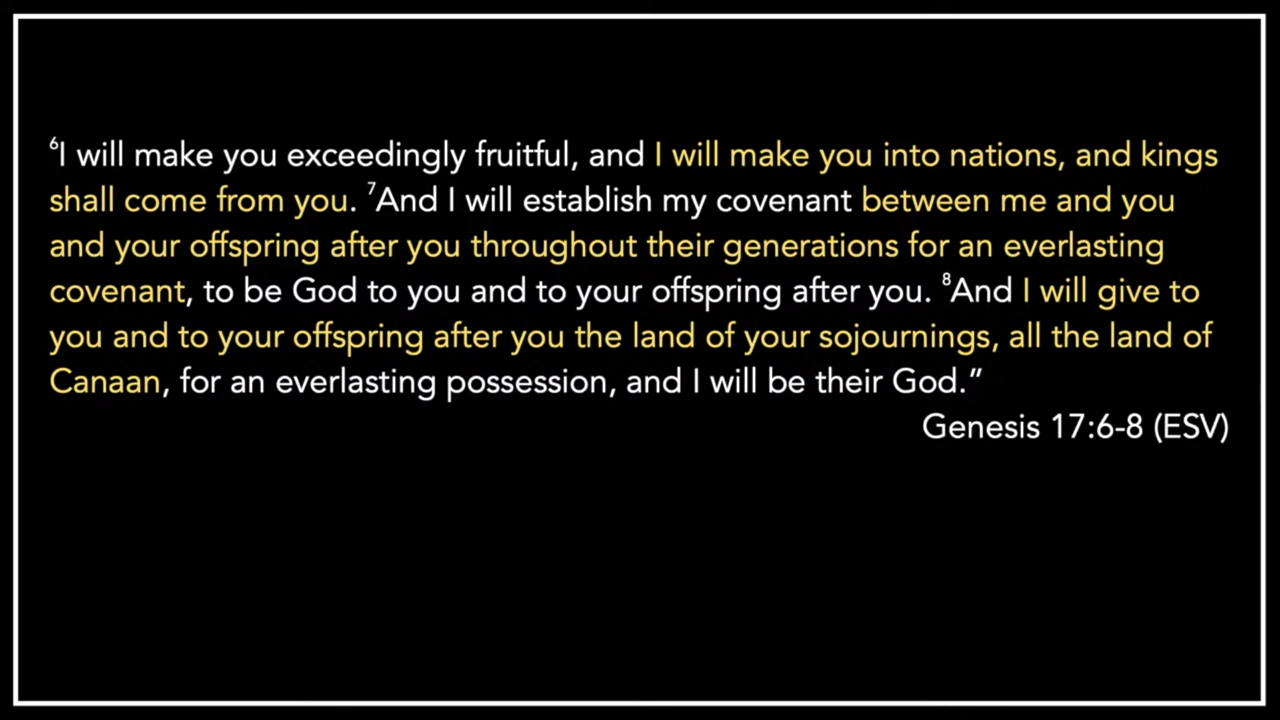 ⁶I will make you exceedingly fruitful, and I will make you into nations, and kings
shall come from you. ⁷And I will establish my covenant between me and you
and your offspring after you throughout their generations for an everlasting
covenant, to be God to you and to your offspring after you. ⁸And I will give to
you and to your offspring after you the land of your sojournings, all the land of
Canaan, for an everlasting possession, and I will be their God.”
Genesis 17:6-8 (ESV)